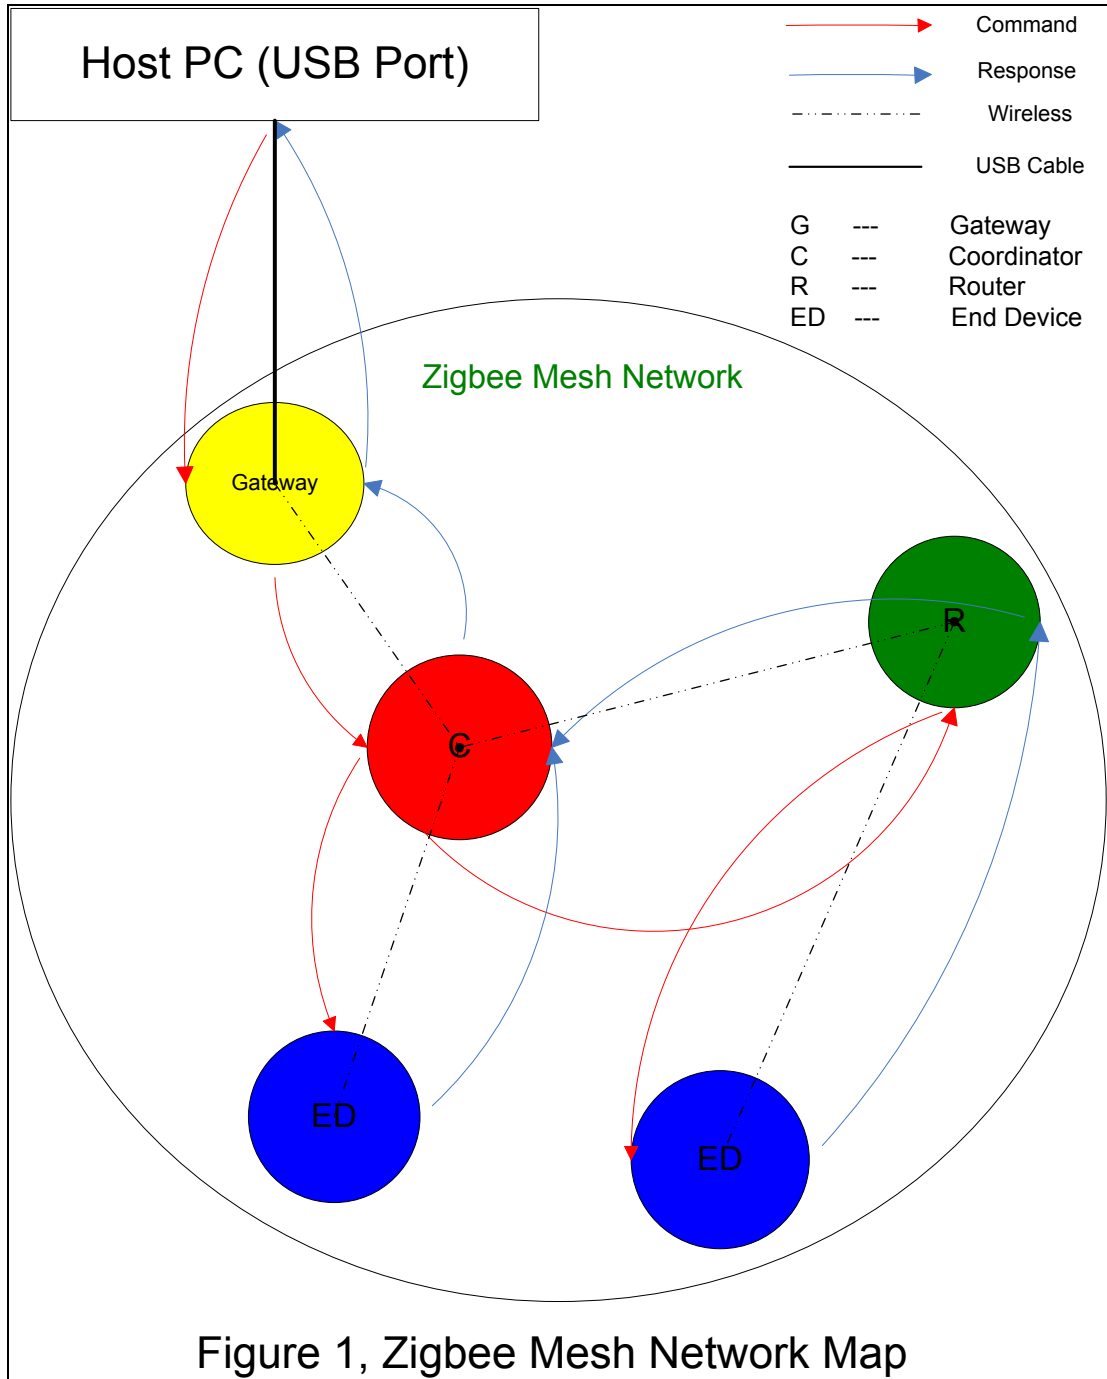 Host PC (USB Port)
Command
Response
Wireless
USB Cable
G --- Gateway
C --- Coordinator
R --- Router
ED --- End Device
Zigbee Mesh Network
Gateway
R
C
ED
ED
Figure 1, Zigbee Mesh Network Map